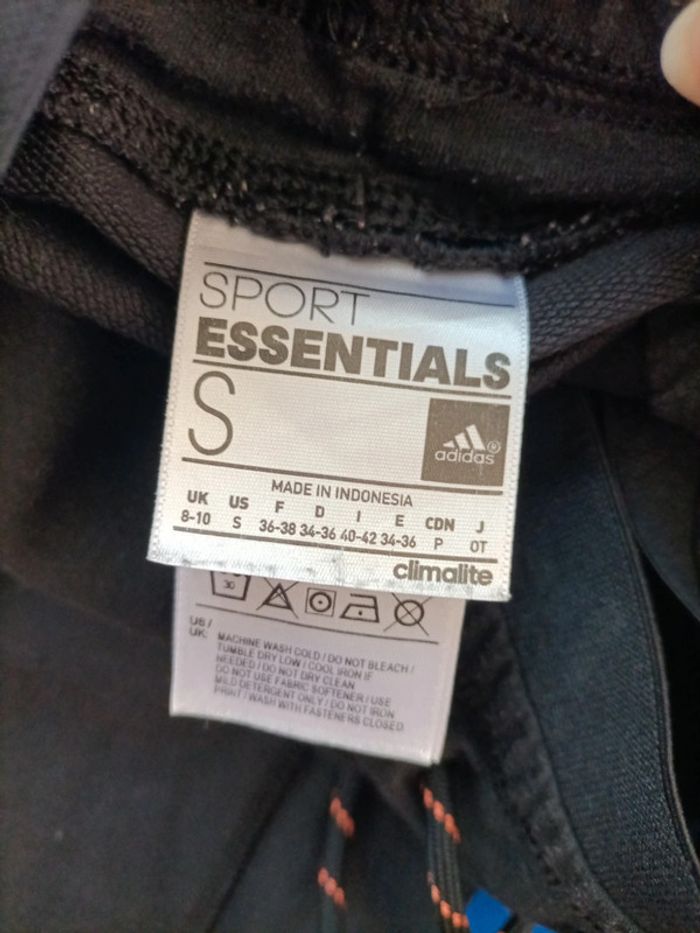 SPORT
ESSENTIALS
S
adidas
MADE IN INDONESIA
UK US F D I E CDN J
8-10 S 36-38 34-36 40-42 34-36 P OT
climalite
30
US /
UK:
MACHINE WASH COLD / DO NOT BLEACH /
TUMBLE DRY LOW / COOL IRON IF
NEEDED / DO NOT DRY CLEAN
DO NOT USE FABRIC SOFTENER / USE
MILD DETERGENT ONLY / DO NOT IRON
PRINT / WASH WITH FASTENERS CLOSED